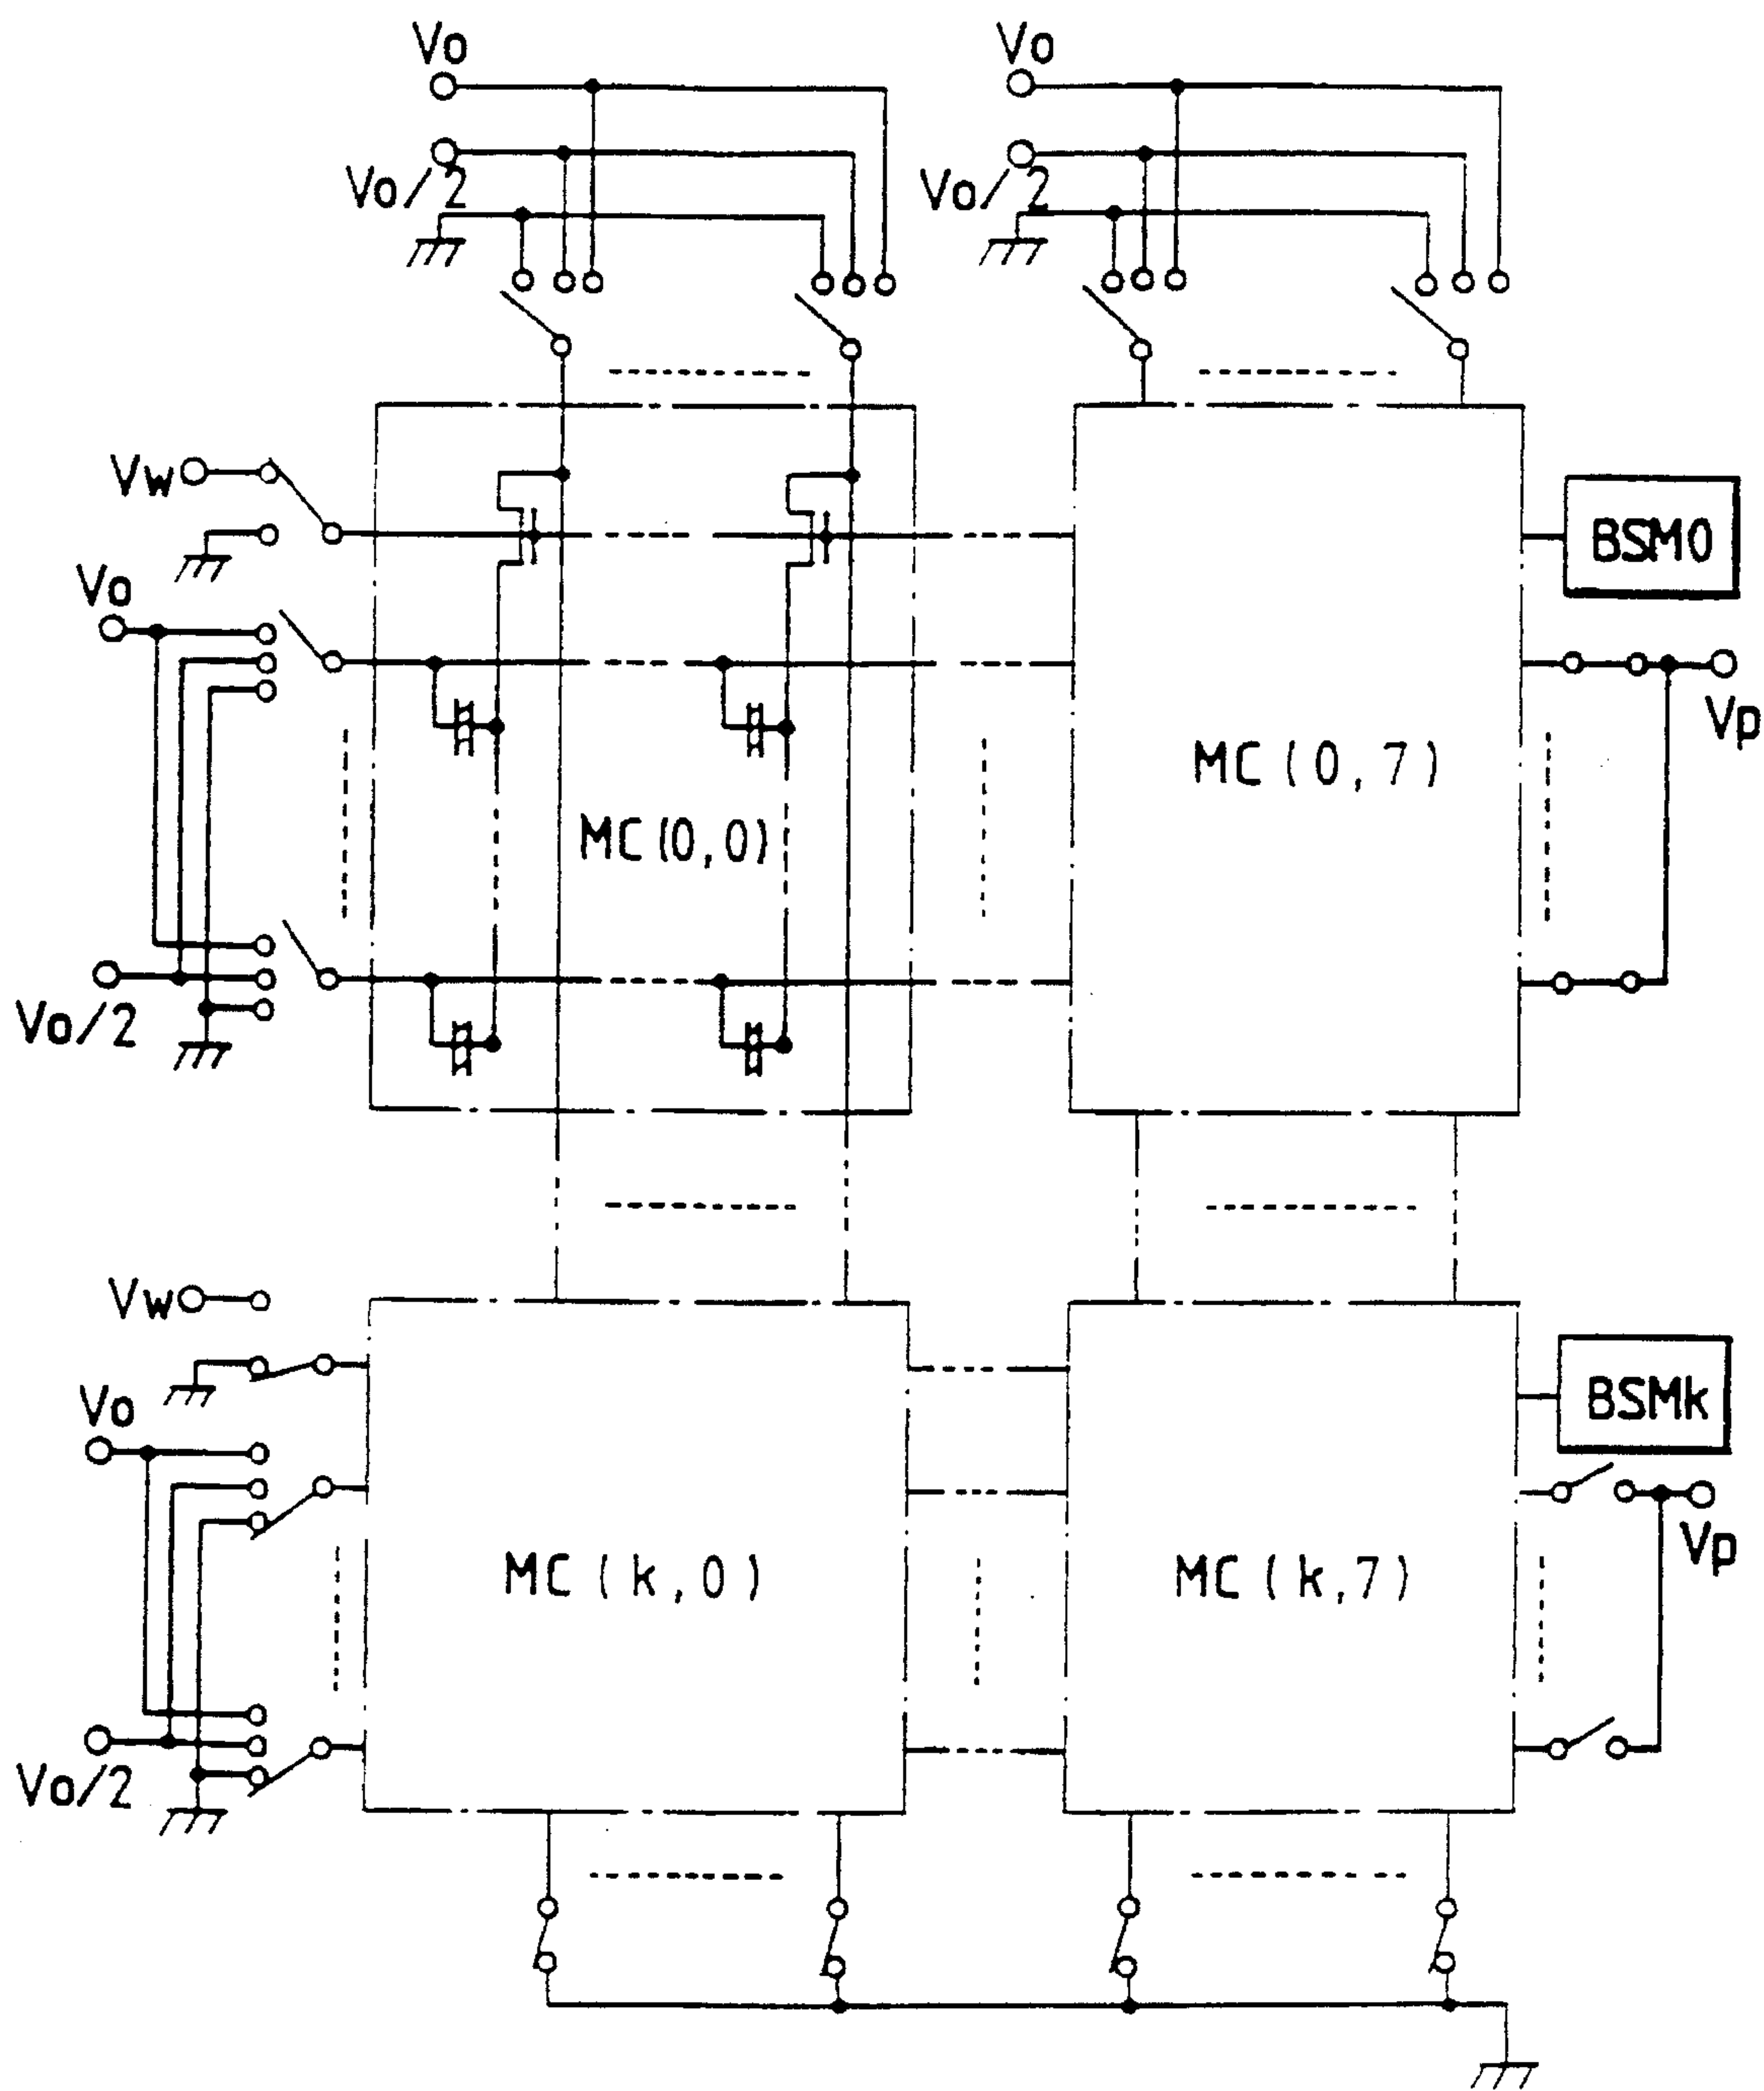 Vo
Vo
Vo/2
Vo/2
Vw
BSM0
Vo
Vp
MC(0,7)
MC(0,0)
Vo/2
Vw
BSMk
Vo
Vp
MC(k,0)
MC(k,7)
Vo/2